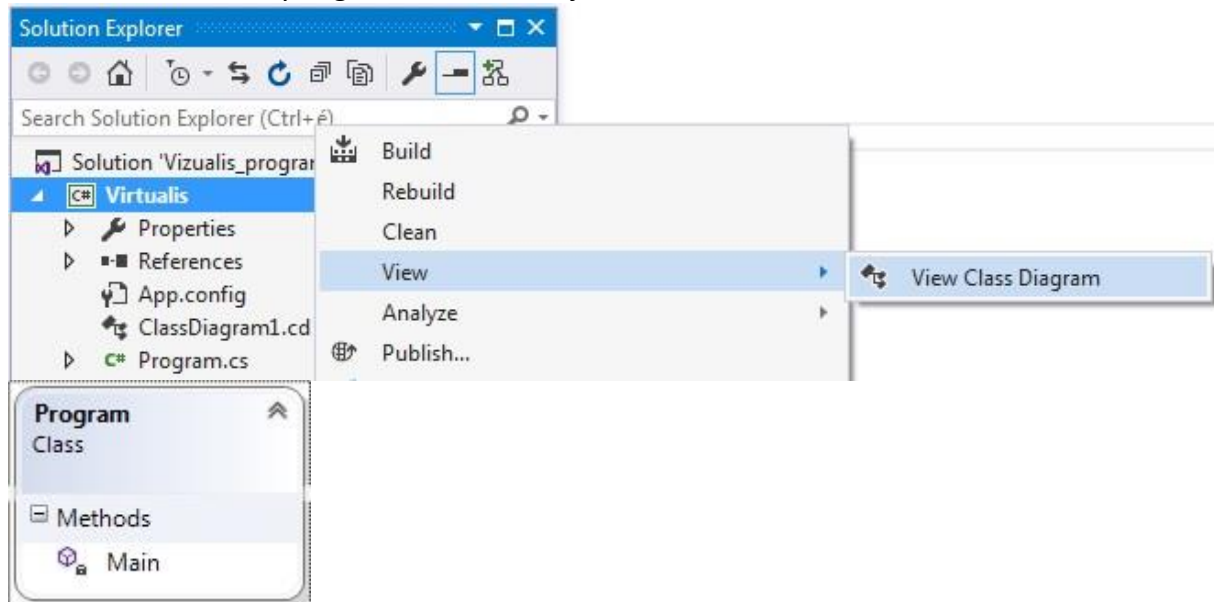 Solution Explorer
Search Solution Explorer (Ctrl+é)
Solution 'Vizualis_program
C# Virtualis
Properties
References
App.config
ClassDiagram1.cd
C# Program.cs
Build
Rebuild
Clean
View
Analyze
Publish...
View Class Diagram
Program
Class
Methods
Main